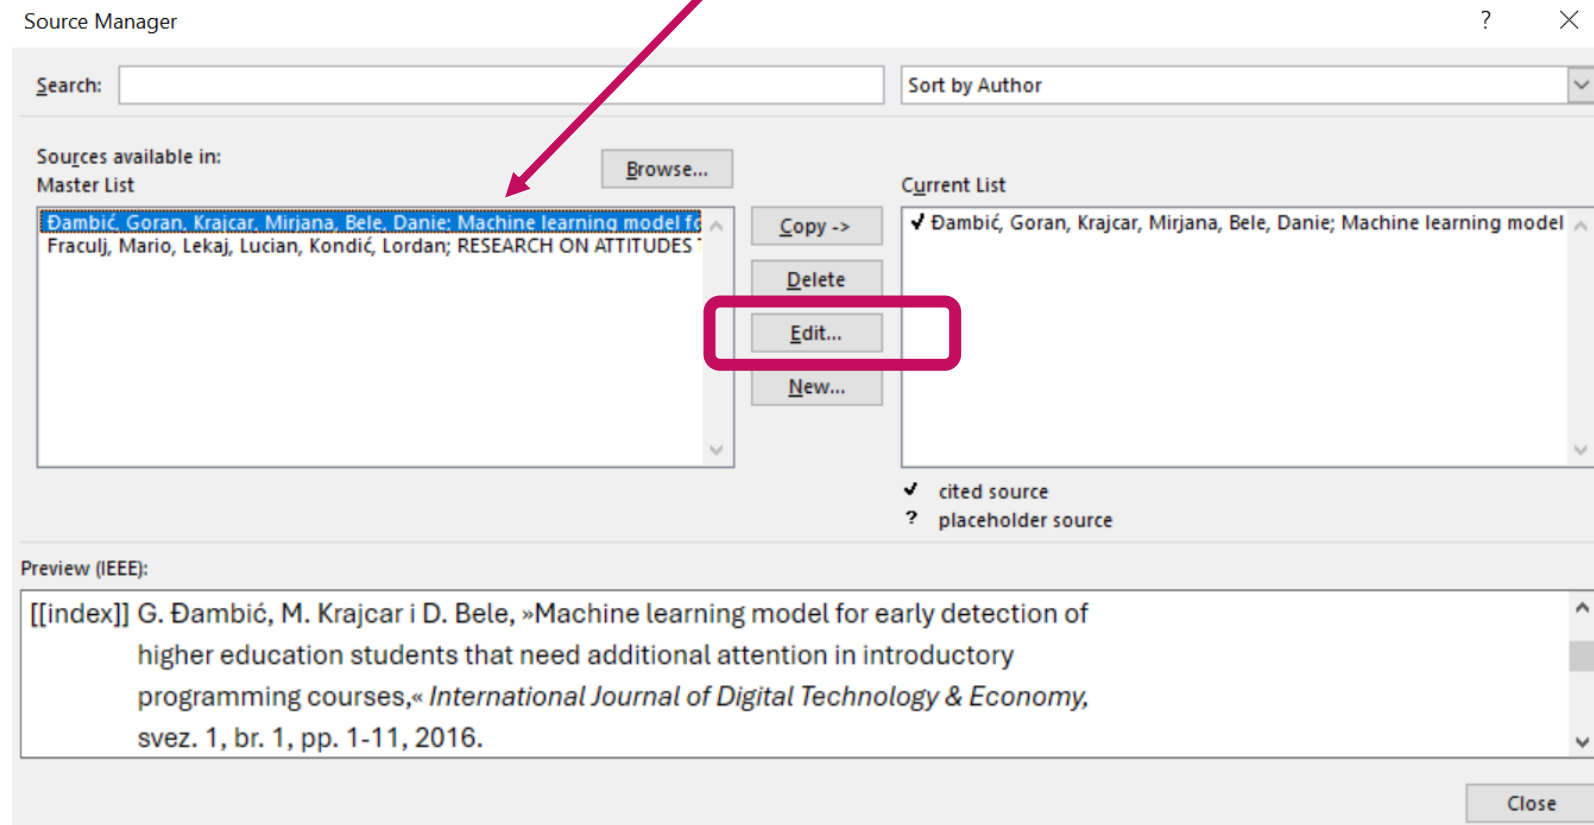 Source Manager
?
Search:
Sort by Author
Sources available in:
Master List
Browse...
Current List
Đambić, Goran, Krajcar, Mirjana, Bele, Danie; Machine learning model fo
Fraculj, Mario, Lekaj, Lucian, Kondić, Lordan; RESEARCH ON ATTITUDES
Copy ->
Delete
Edit...
New...
✓ Đambić, Goran, Krajcar, Mirjana, Bele, Danie; Machine learning model
✓ cited source
? placeholder source
Preview (IEEE):
[[index]] G. Đambić, M. Krajcar i D. Bele, »Machine learning model for early detection of
higher education students that need additional attention in introductory
programming courses,« International Journal of Digital Technology & Economy,
svez. 1, br. 1, pp. 1-11, 2016.
Close